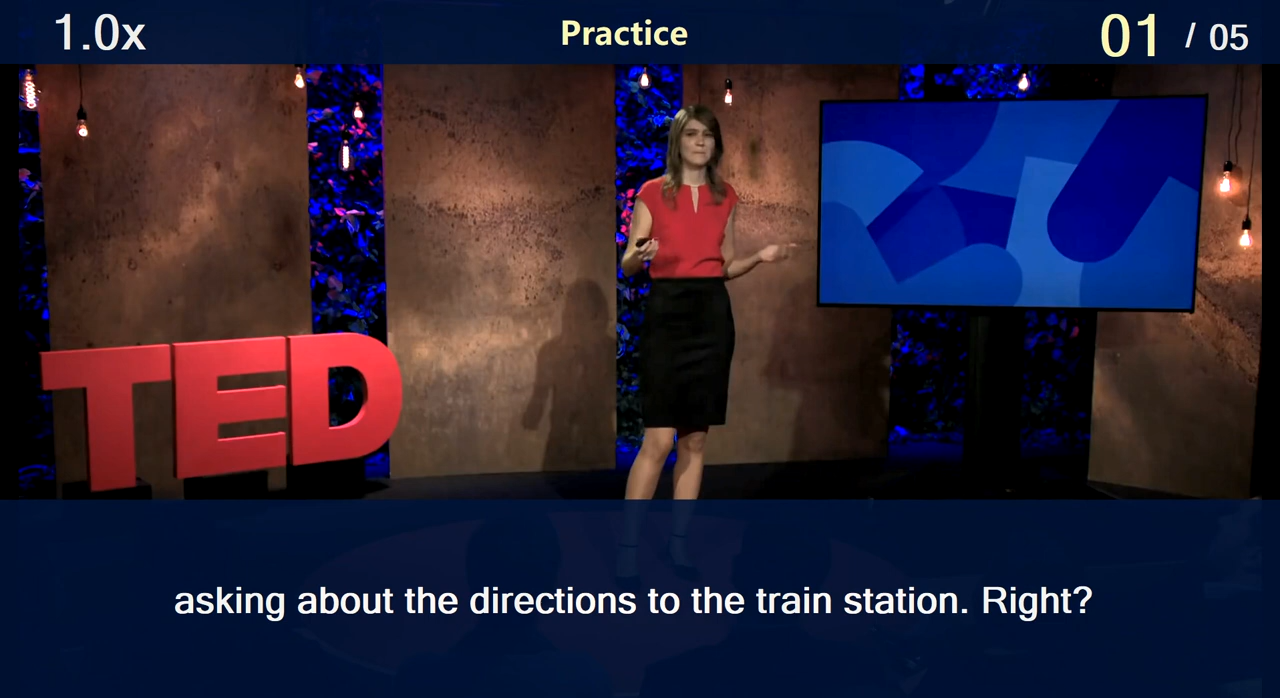 1.0x
Practice
01 / 05
TED
asking about the directions to the train station. Right?